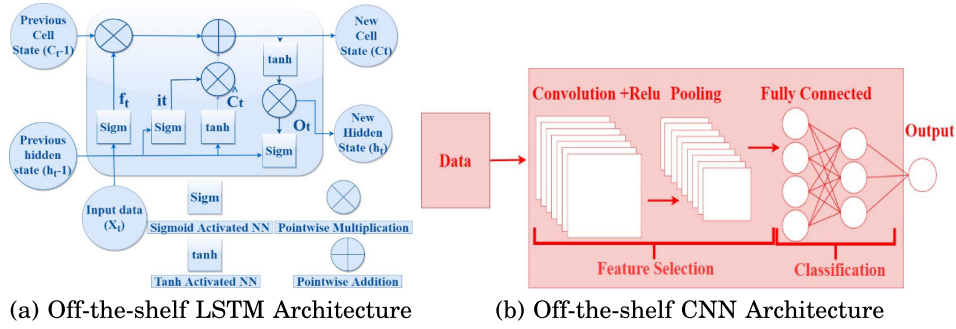 Previous
Cell
State (Ct-1)
New
Cell
State (Ct)
tanh
ft
it
^
Ct
Ot
Sigm
Sigm
tanh
Sigm
Previous
hidden
state (ht-1)
New
Hidden
State (ht)
Input data
(Xt)
Sigm
Sigmoid Activated NN
Pointwise Multiplication
tanh
Tanh Activated NN
Pointwise Addition
(a) Off-the-shelf LSTM Architecture
Data
Convolution +Relu
Pooling
Fully Connected
Output
Feature Selection
Classification
(b) Off-the-shelf CNN Architecture